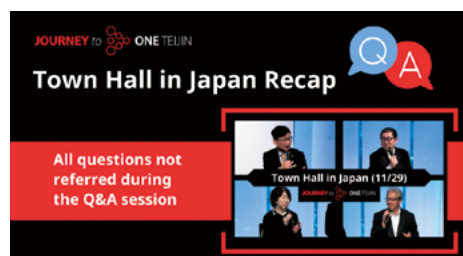 JOURNEY to ONE TEIJIN
Q
A
Town Hall in Japan Recap
All questions not
referred during
the Q&A session
Town Hall in Japan (11/29)
JOURNEY to ONE TEIJIN